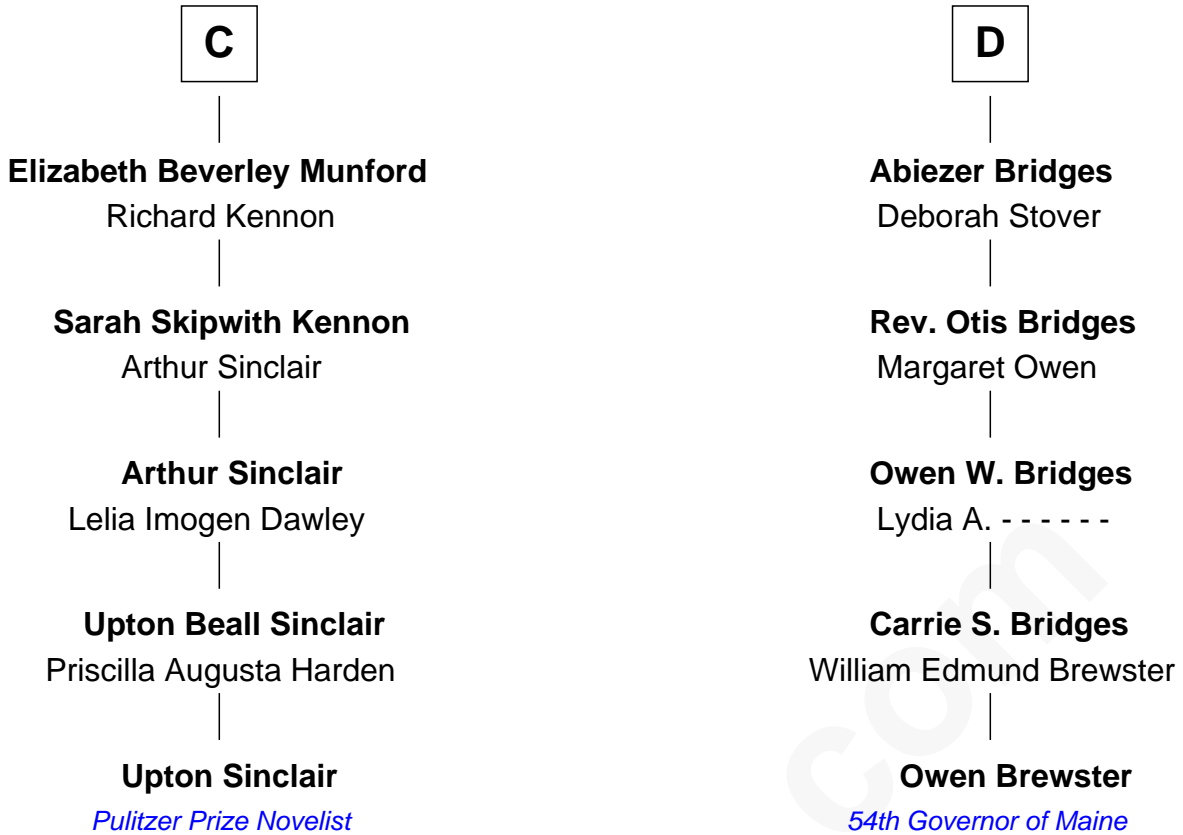 C
Elizabeth Beverley Munford
Richard Kennon
Sarah Skipwith Kennon
Arthur Sinclair
Arthur Sinclair
Lelia Imogen Dawley
Upton Beall Sinclair
Priscilla Augusta Harden
Upton Sinclair
Pulitzer Prize Novelist
D
Abiezer Bridges
Deborah Stover
Rev. Otis Bridges
Margaret Owen
Owen W. Bridges
Lydia A. - - - - - -
Carrie S. Bridges
William Edmund Brewster
Owen Brewster
54th Governor of Maine
com